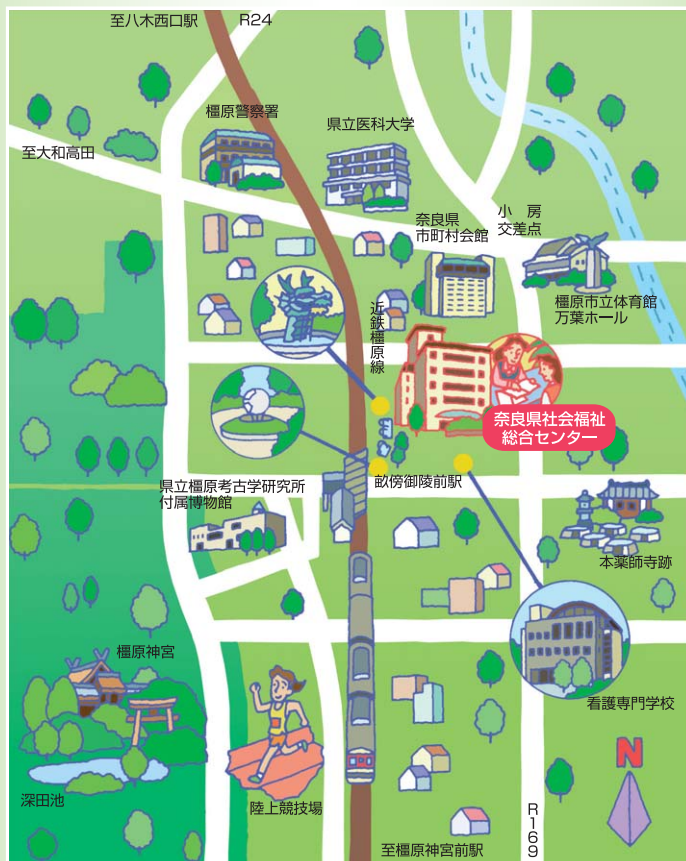 至八木西口駅
R24
橿原警察署
県立医科大学
至大和高田
奈良県
市町村会館
小 房
交差点
橿原市立体育館
万葉ホール
近鉄橿原線
奈良県社会福祉
総合センター
畝傍御陵前駅
県立橿原考古学研究所
付属博物館
本薬師寺跡
橿原神宮
看護専門学校
N
深田池
陸上競技場
R169
至橿原神宮前駅